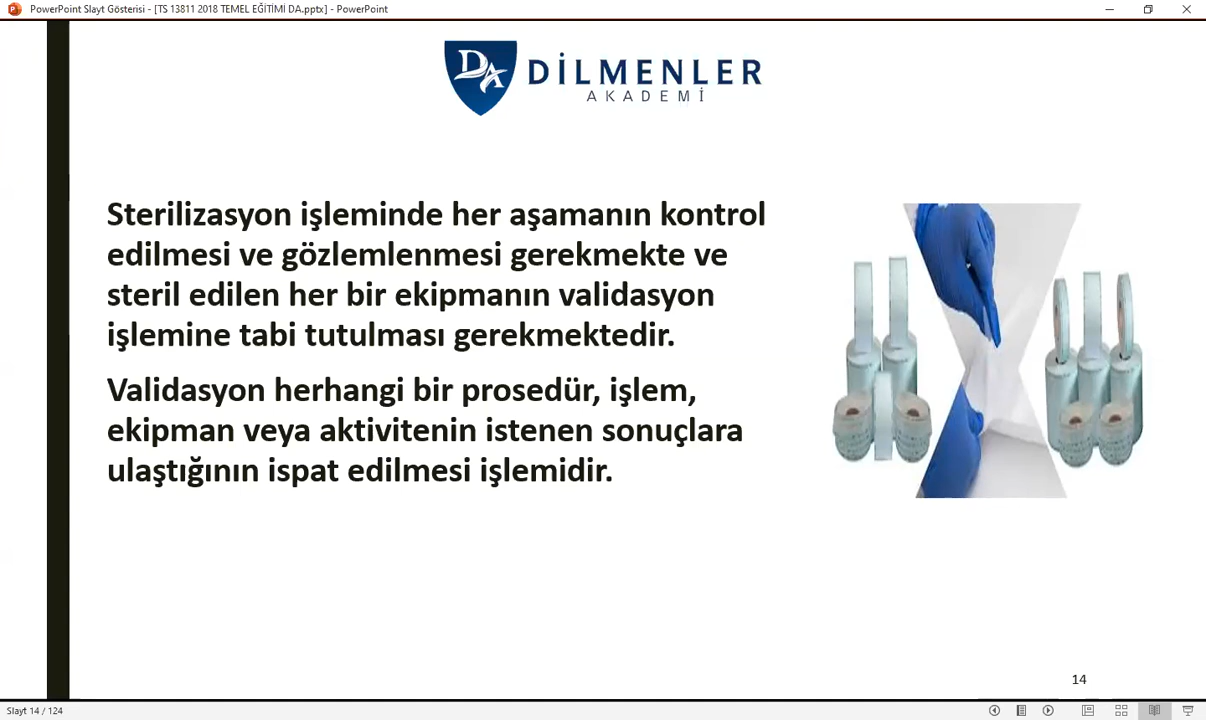 PowerPoint Slayt Gösterisi - [TS 13811 2018 TEMEL EĞİTİMİ DA.pptx] - PowerPoint
DA DİLMENLER
AKADEMİ
Sterilizasyon işleminde her aşamanın kontrol
edilmesi ve gözlemlenmesi gerekmekte ve
steril edilen her bir ekipmanın validasyon
işlemine tabi tutulması gerekmektedir.
Validasyon herhangi bir prosedür, işlem,
ekipman veya aktivitenin istenen sonuçlara
ulaştığının ispat edilmesi işlemidir.
14
Slayt 14 / 124